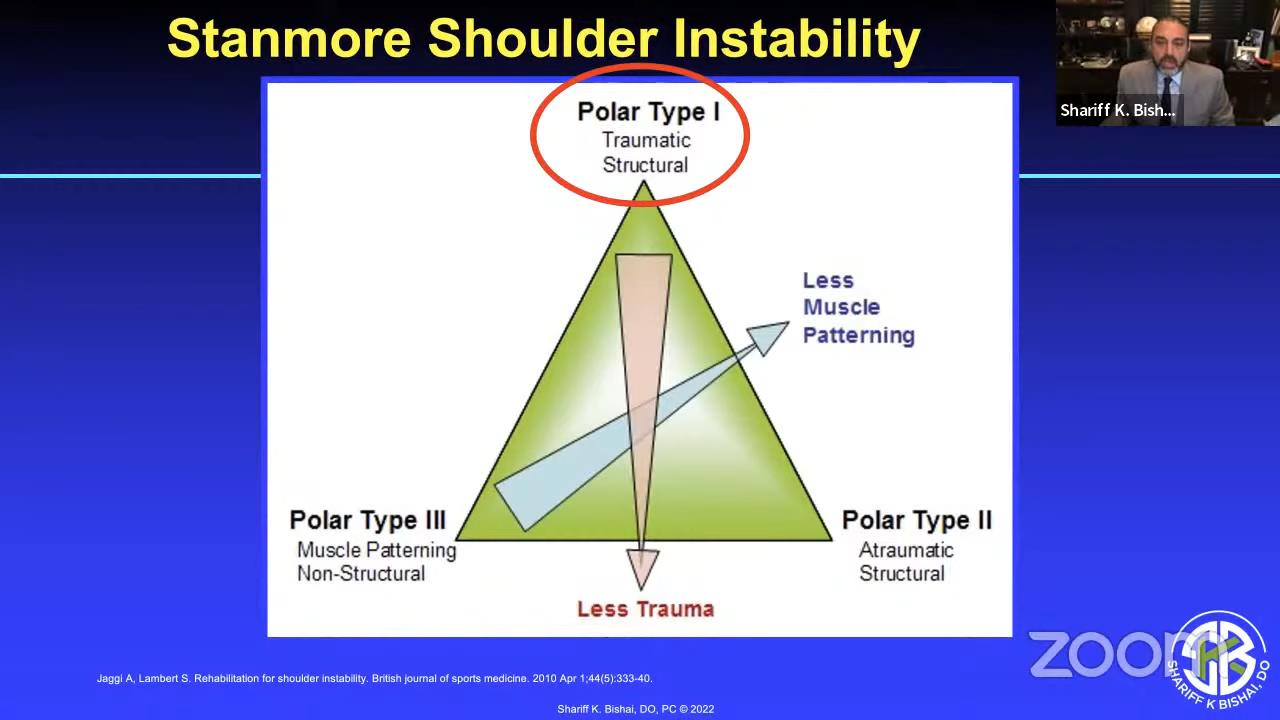 Stanmore Shoulder Instability
Shariff K. Bish...
Polar Type I
Traumatic
Structural
Less
Muscle
Patterning
Polar Type III
Muscle Patterning
Non-Structural
Polar Type II
Atraumatic
Structural
Less Trauma
zoom
SHARIFF K BISHAI, DO
Jaggi A, Lambert S. Rehabilitation for shoulder instability. British journal of sports medicine. 2010 Apr 1;44(5):333-40.
Shariff K. Bishai, DO, PC © 2022